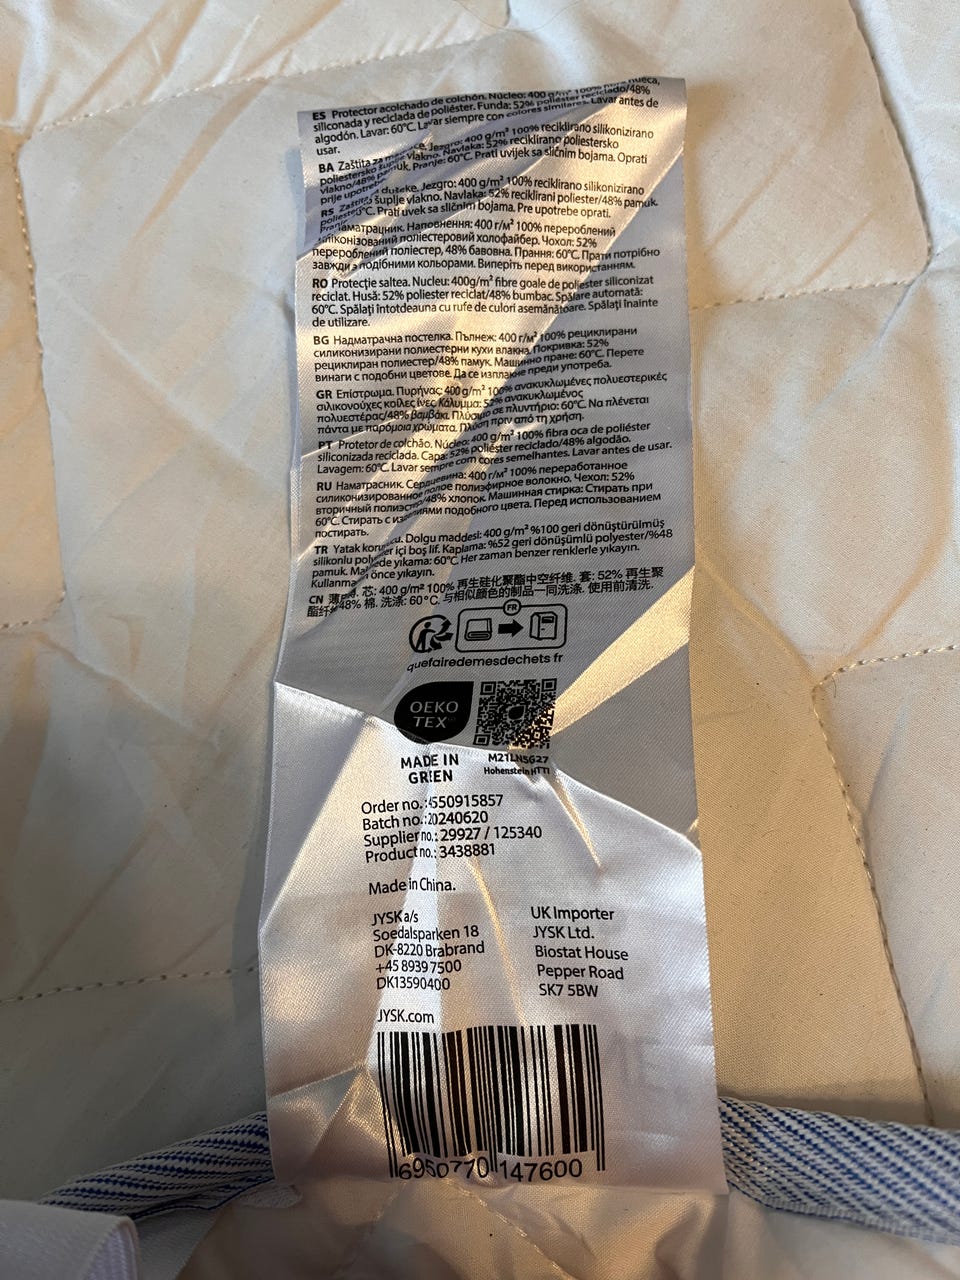 ES Protector acolchado de colchón. Núcleo: 400 g/m² 100% fibra hueca,
siliconada y reciclada de poliéster. Funda: 52% poliéster reciclado/48%
algodón. Lavar: 60°C. Lavar siempre con colores similares. Lavar antes de
usar.
BA Zaštita za Jezgro: 400 g/m² 100% reciklirano silikonizirano
poliestersko šuplje vlakno. Navlaka: 52% reciklirano poliestersko
vlakno/48% pamuk. Pranje: 60°C. Prati uvijek sa sličnim bojama. Oprati
prije upotrebe.
RS Zaštita dušeke. Jezgro: 400 g/m² 100% reciklirano silikonizirano
šuplje vlakno. Navlaka: 52% reciklirani poliester/48% pamuk.
60°C. Prati uvek sa sličnim bojama. Pre upotrebe oprati.
Наповнення: 400 г/м² 100% перероблений
силіконізований поліестеровий холофайбер. Чохол: 52%
перероблений поліестер, 48% бавовна. Прання: 60°C. Прати потрібно
завжди з подібними кольорами. Виперіть перед використанням.
RO Protecţie saltea. Nucleu: 400g/m² fibre goale de poliester siliconizat
reciclat. Husă: 52% poliester reciclat/48% bumbac. Spălare automată:
60°C. Spălaţi întotdeauna cu rufe de culori asemănătoare. Spălaţi înainte
de utilizare.
BG Надматрачна постелка. Пълнеж: 400 г/м² 100% рециклирани
силиконизирани полиестерни кухи влакна. Покривка: 52%
рециклиран полиестер/48% памук. Машинно пране: 60°C. Перете
винаги с подобни цветове. Да се изплакне преди употреба.
GR Επίστρωμα. Πυρήνας: 400 g/m² 100% ανακυκλωμένες πολυεστερικές
σιλικονούχες κοίλες ίνες. Κάλυμμα: 52% ανακυκλωμένος
πολυεστέρας/48% βαμβάκι. Πλύσιμο σε πλυντήριο: 60°C. Να πλένεται
πάντα με παρόμοια χρώματα. Πλύση πριν από τη χρήση.
PT Protetor de colchão. Núcleo: 400 g/m² 100% fibra oca de poliéster
siliconizada reciclada. Capa: 52% poliéster reciclado/48% algodão.
Lavagem: 60°C. Lavar sempre com cores semelhantes. Lavar antes de usar.
RU Наматрасник. Сердцевина: 400 г/м² 100% переработанное
силиконизированное полое полиэфирное волокно. Чехол: 52%
вторичный полиэстер/48% хлопок. Машинная стирка: Стирать при
60°C. Стирать с изделиями подобного цвета. Перед использованием
постирать.
TR Yatak koruyucu. Dolgu maddesi: 400 g/m² %100 geri dönüştürülmüş
silikonlu polyester içi boş lif. Kaplama: %52 geri dönüşümlü polyester/%48
pamuk. yıkama: 60°C. Her zaman benzer renklerle yıkayın.
önce yıkayın.
CN 芯: 400 g/m² 100% 再生硅化聚酯中空纤维. 套: 52% 再生聚
酯纤 48% 棉. 洗涤: 60°C. 与相似颜色的制品一同洗涤. 使用前清洗.
FR
quefairedemesdechets.fr
OEKO
TEX®
MADE IN
GREEN
M21LNSG27
Hohenstein HTTI
Order no.: 4550915857
Batch no.: 20240620
Supplier no.: 29927 / 125340
Product no.: 3438881
Made in China.
JYSK a/s
Soedalsparken 18
DK-8220 Brabrand
+45 8939 7500
DK13590400
UK Importer
JYSK Ltd.
Biostat House
Pepper Road
SK7 5BW
JYSK.com
6950770 147600